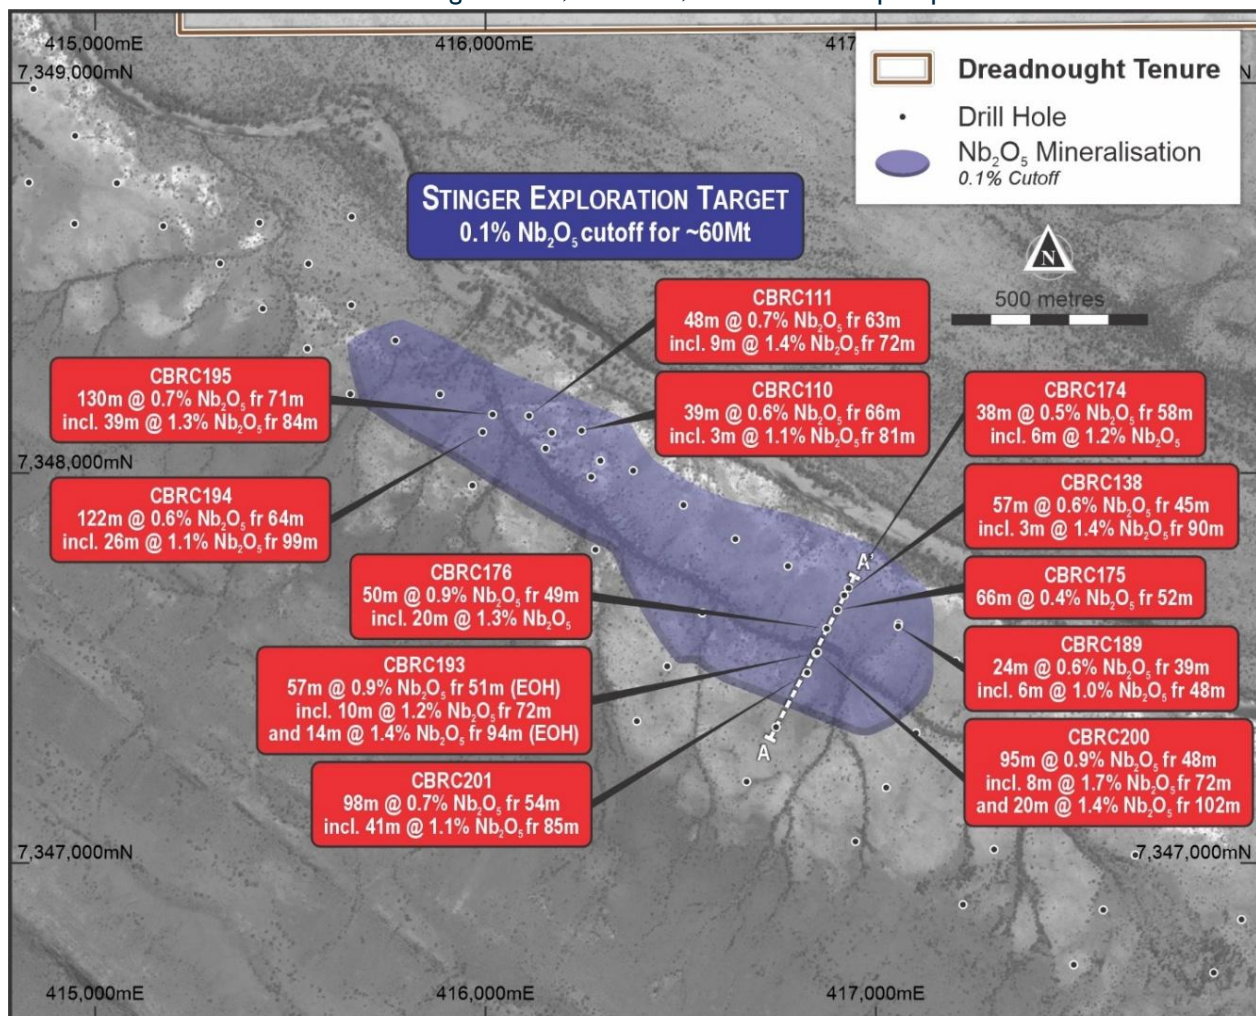 415,000mE
416,000mE
7,349,000mN
Dreadnought Tenure
Drill Hole
Nb₂O₅ Mineralisation
0.1% Cutoff
STINGER EXPLORATION TARGET
0.1% Nb₂O₅ cutoff for ~60Mt
N
500 metres
CBRC111
48m @ 0.7% Nb₂O₅ fr 63m
incl. 9m @ 1.4% Nb₂O₅ fr 72m
CBRC195
130m @ 0.7% Nb₂O₅ fr 71m
incl. 39m @ 1.3% Nb₂O₅ fr 84m
CBRC110
39m @ 0.6% Nb₂O₅ fr 66m
incl. 3m @ 1.1% Nb₂O₅ fr 81m
CBRC174
38m @ 0.5% Nb₂O₅ fr 58m
incl. 6m @ 1.2% Nb₂O₅
7,348,000mN
CBRC194
122m @ 0.6% Nb₂O₅ fr 64m
incl. 26m @ 1.1% Nb₂O₅ fr 99m
CBRC138
57m @ 0.6% Nb₂O₅ fr 45m
incl. 3m @ 1.4% Nb₂O₅ fr 90m
CBRC176
50m @ 0.9% Nb₂O₅ fr 49m
incl. 20m @ 1.3% Nb₂O₅
A'
CBRC175
66m @ 0.4% Nb₂O₅ fr 52m
CBRC193
57m @ 0.9% Nb₂O₅ fr 51m (EOH)
incl. 10m @ 1.2% Nb₂O₅ fr 72m
and 14m @ 1.4% Nb₂O₅ fr 94m (EOH)
CBRC189
24m @ 0.6% Nb₂O₅ fr 39m
incl. 6m @ 1.0% Nb₂O₅ fr 48m
A
CBRC201
98m @ 0.7% Nb₂O₅ fr 54m
incl. 41m @ 1.1% Nb₂O₅ fr 85m
CBRC200
95m @ 0.9% Nb₂O₅ fr 48m
incl. 8m @ 1.7% Nb₂O₅ fr 72m
and 20m @ 1.4% Nb₂O₅ fr 102m
7,347,000mN
7,347,000mN
415,000mE
416,000mE
417,000mE